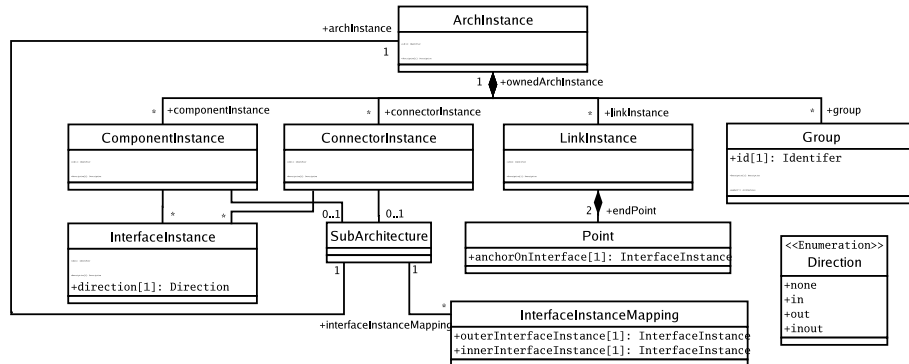 ArchInstance
+archInstance
1
1
+ownedArchInstance
*
+componentInstance
*
+connectorInstance
*
+linkInstance
*
+group
ComponentInstance
ConnectorInstance
LinkInstance
Group
+id[1]: Identifer
*
*
0..1
0..1
2
+endPoint
InterfaceInstance
+direction[1]: Direction
SubArchitecture
1
1
Point
+anchorOnInterface[1]: InterfaceInstance
<<Enumeration>>
Direction
+none
+in
+out
+inout
*
+interfaceInstanceMapping
InterfaceInstanceMapping
+outerInterfaceInstance[1]: InterfaceInstance
+innerInterfaceInstance[1]: InterfaceInstance